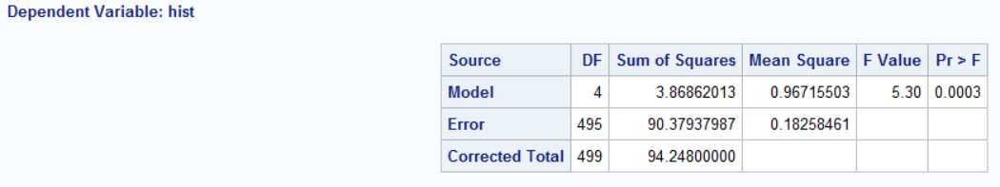 Dependent Variable: hist
Source DF Sum of Squares Mean Square F Value Pr > F
Model 4 3.86862013 0.96715503 5.30 0.0003
Error 495 90.37937987 0.18258461
Corrected Total 499 94.24800000